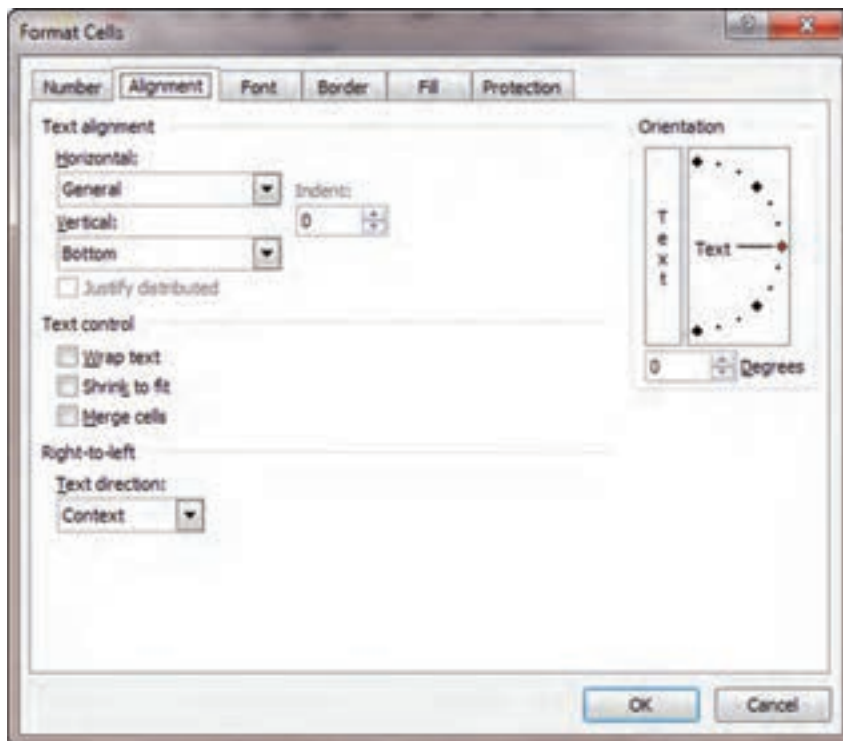 Format Cells
Number Alignment Font Border Fill Protection
Text alignment
Horizontal:
General
Indent:
0
Vertical:
Bottom
Justify distributed
Text control
Wrap text
Shrink to fit
Merge cells
Right-to-left
Text direction:
Context
Orientation
Text
Text
0 Degrees
OK Cancel